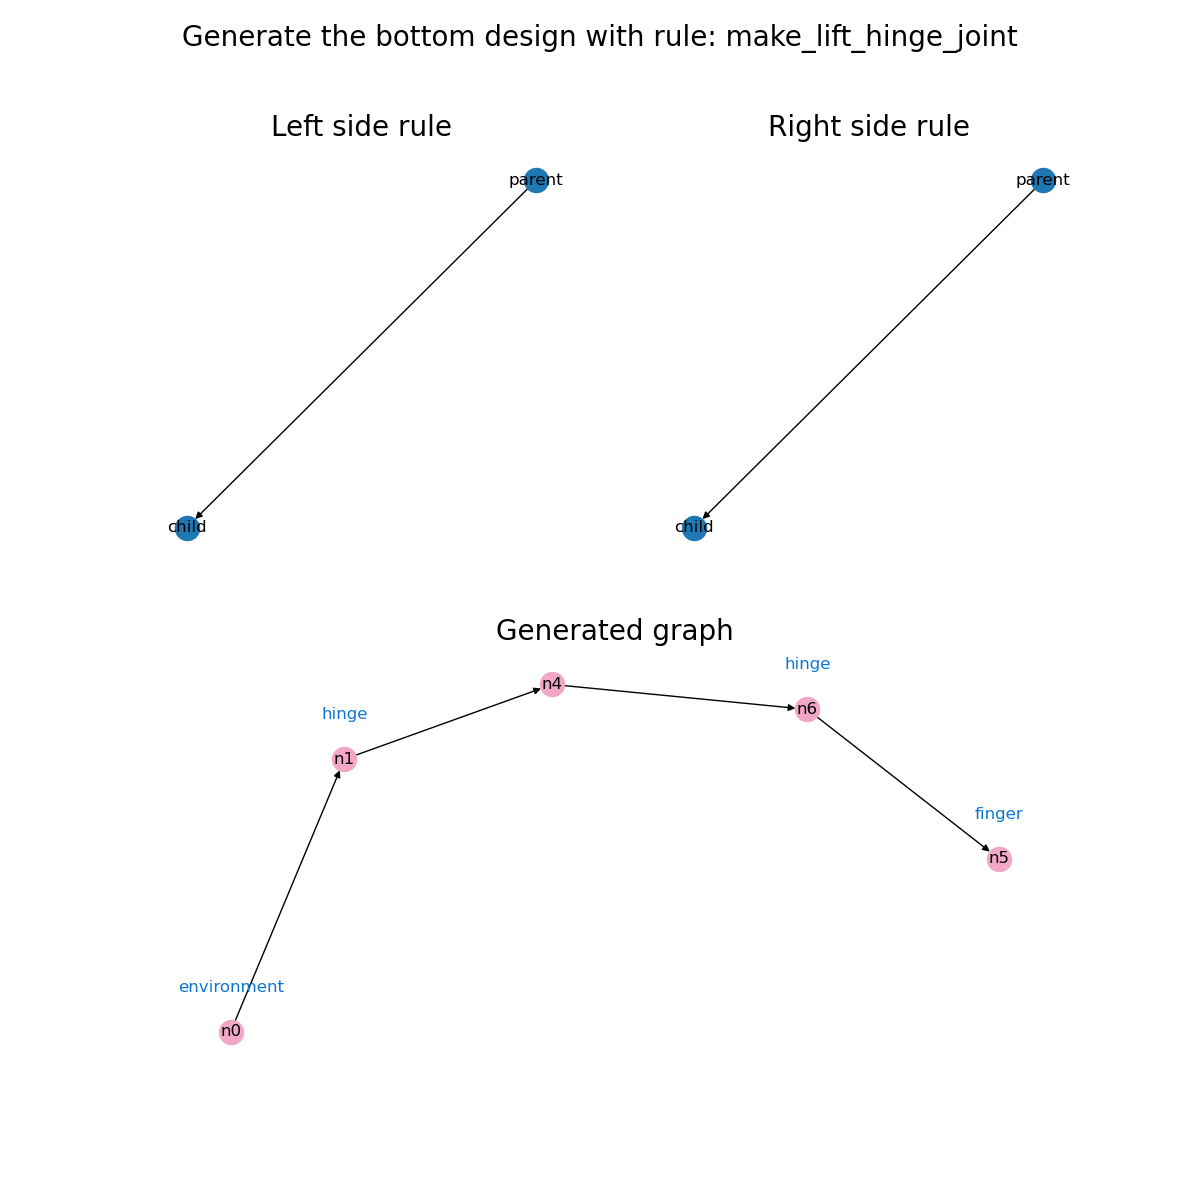 Generate the bottom design with rule: make_lift_hinge_joint
Left side rule
Right side rule
parent
parent
child
child
Generated graph
hinge
n4
n6
hinge
n1
finger
n5
environment
n0